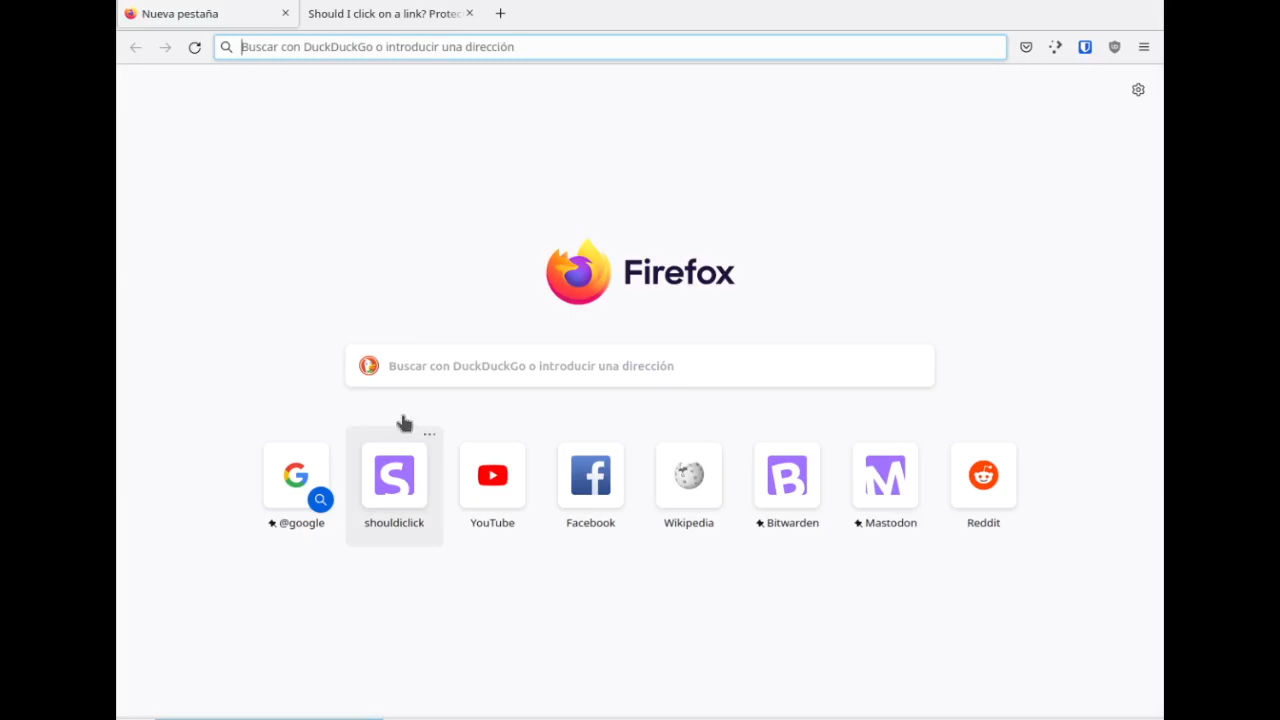 Nueva pestaña
Should I click on a link? Protec
Buscar con DuckDuckGo o introducir una dirección
Firefox
Buscar con DuckDuckGo o introducir una dirección
@google
shouldiclick
YouTube
Facebook
Wikipedia
Bitwarden
Mastodon
Reddit